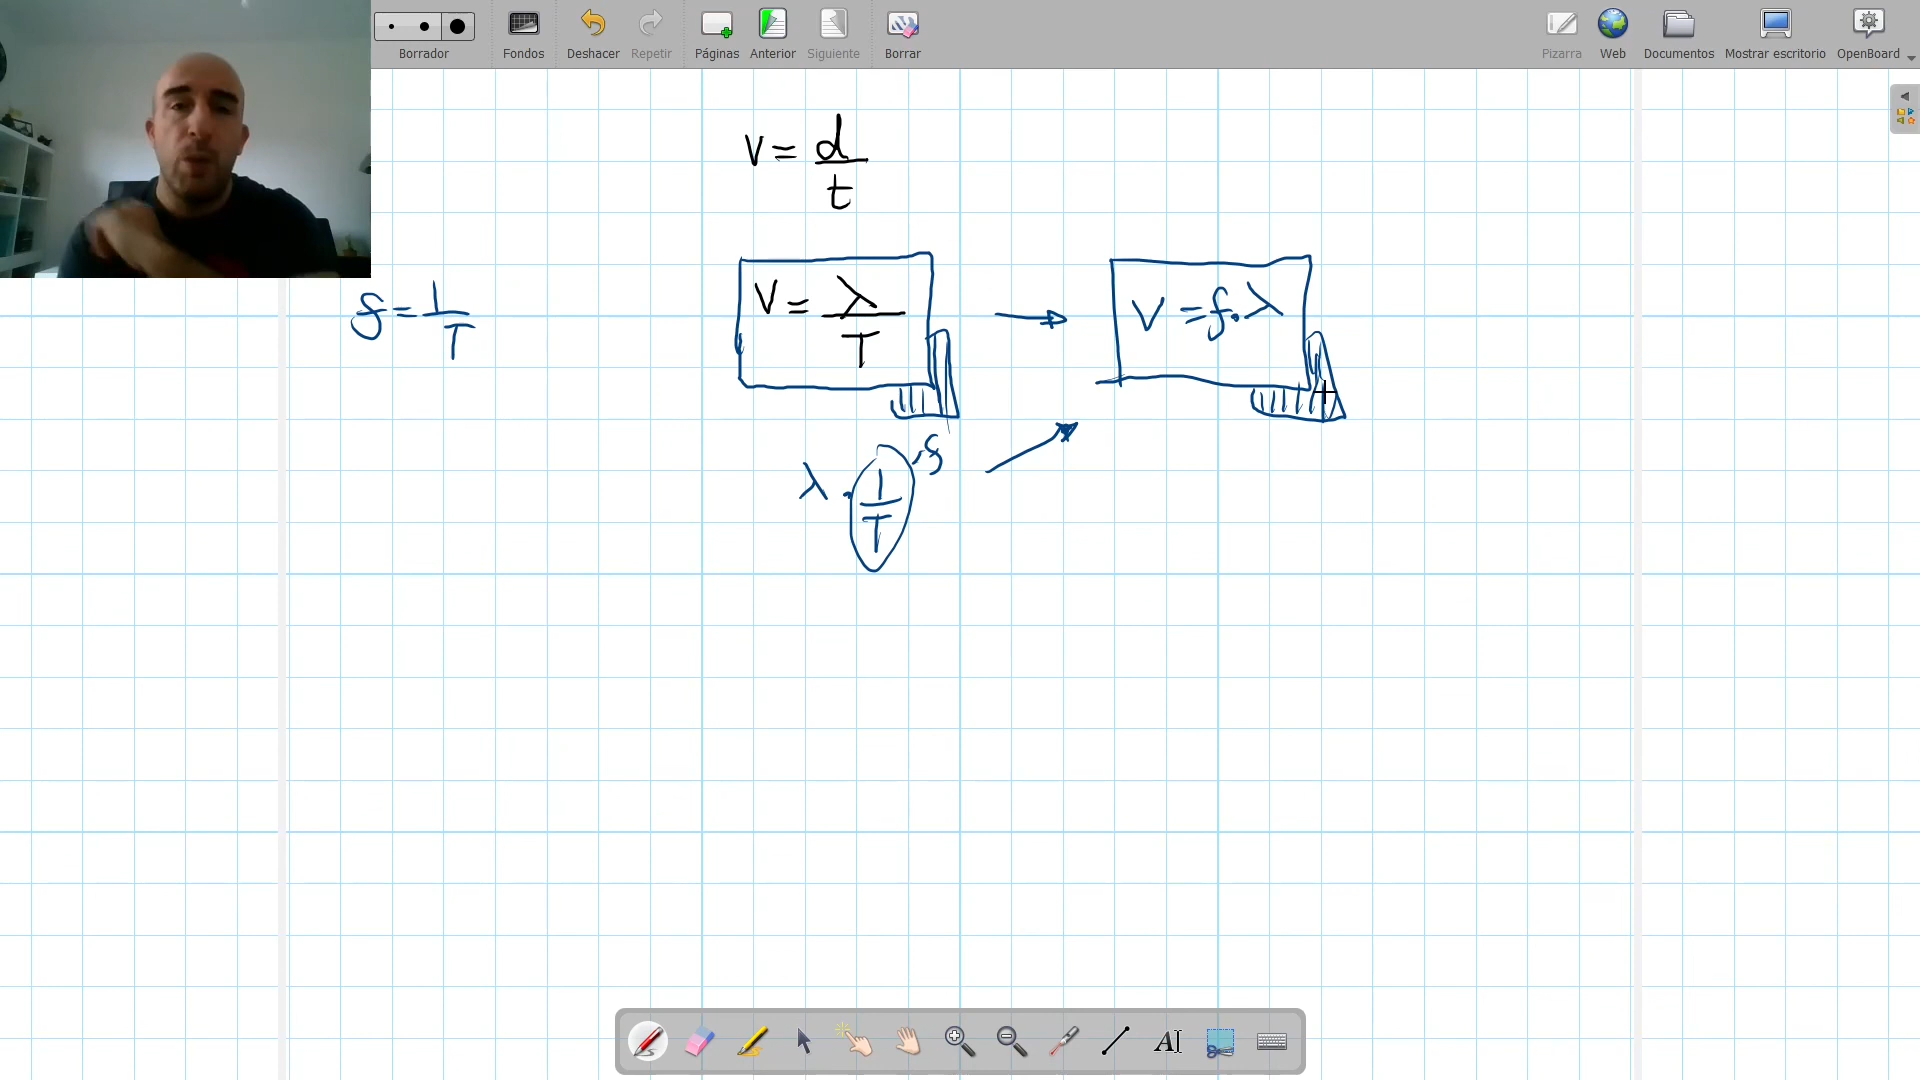 Borrador
Fondos
Deshacer
Repetir
Páginas
Anterior
Siguiente
Borrar
Pizarra
Web
Documentos
Mostrar escritorio
OpenBoard
V = d/t
f = 1/T
V = λ/T
V = f·λ
λ · 1/T
f